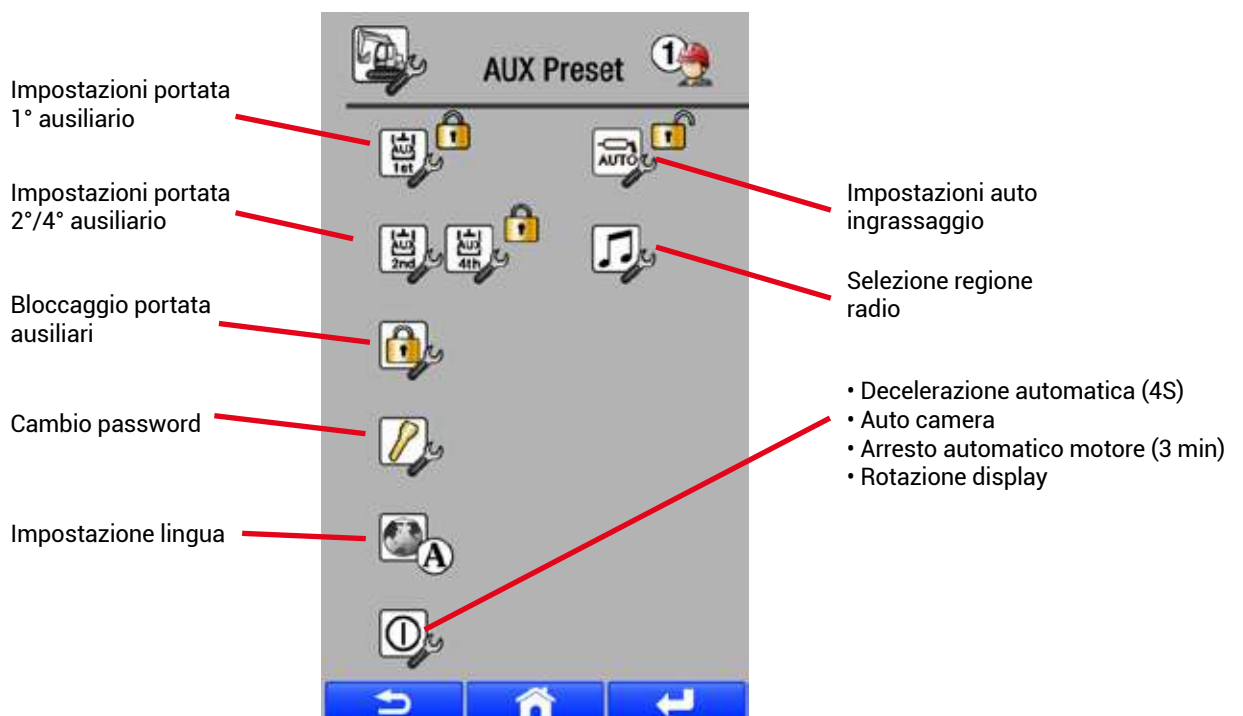 AUX Preset
1
Impostazioni portata
1° ausiliario
AUX
1st
AUTO
Impostazioni portata
2°/4° ausiliario
AUX
2nd
AUX
4th
Impostazioni auto
ingrassaggio
Selezione regione
radio
Bloccaggio portata
ausiliari
Cambio password
• Decelerazione automatica (4S)
• Auto camera
• Arresto automatico motore (3 min)
• Rotazione display
Impostazione lingua
A